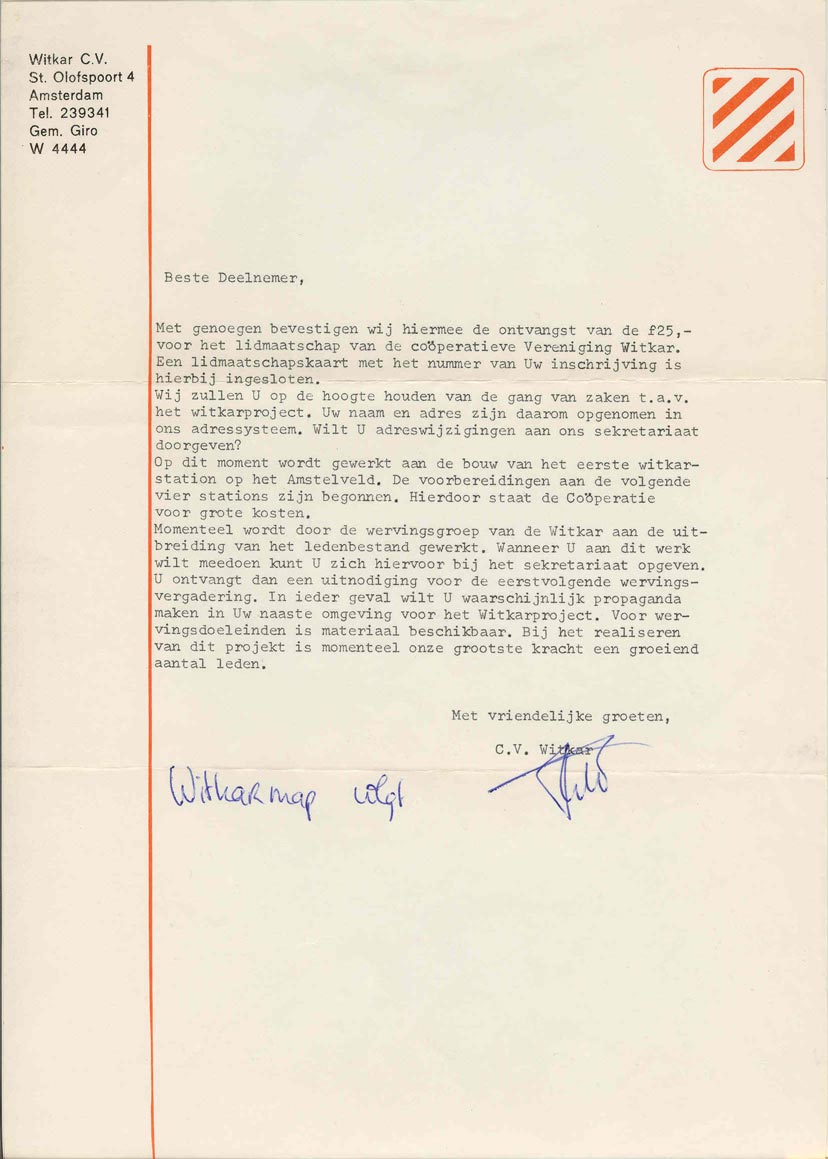 Witkar C.V.
St. Olofspoort 4
Amsterdam
Tel. 239341
Gem. Giro
W 4444
Beste Deelnemer,
Met genoegen bevestigen wij hiermee de ontvangst van de £25,-
voor het lidmaatschap van de coöperatieve Vereniging Witkar.
Een lidmaatschapskaart met het nummer van Uw inschrijving is
hierbij ingesloten.
Wij zullen U op de hoogte houden van de gang van zaken t.a.v.
het witkarproject. Uw naam en adres zijn daarom opgenomen in
ons adressysteem. Wilt U adreswijzigingen aan ons sekretariaat
doorgeven?
Op dit moment wordt gewerkt aan de bouw van het eerste witkar-
station op het Amstelveld. De voorbereidingen aan de volgende
vier stations zijn begonnen. Hierdoor staat de Coöperatie
voor grote kosten.
Momenteel wordt door de wervingsgroep van de Witkar aan de uit-
breiding van het ledenbestand gewerkt. Wanneer U aan dit werk
wilt meedoen kunt U zich hiervoor bij het sekretariaat opgeven.
U ontvangt dan een uitnodiging voor de eerstvolgende wervings-
vergadering. In ieder geval wilt U waarschijnlijk propaganda
maken in Uw naaste omgeving voor het Witkarproject. Voor wer-
vingsdoeleinden is materiaal beschikbaar. Bij het realiseren
van dit projekt is momenteel onze grootste kracht een groeiend
aantal leden.
Met vriendelijke groeten,
C.V. Witkar
Witkarmap volgt